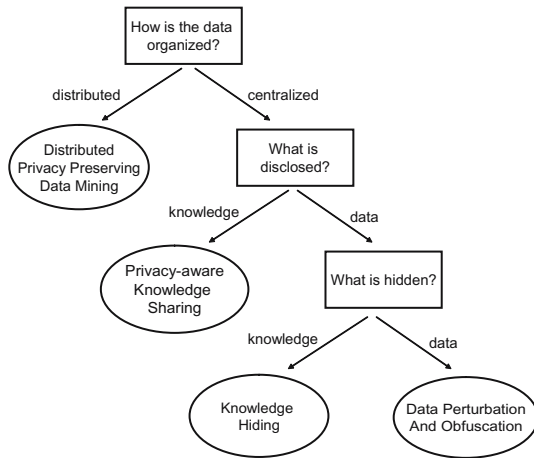 How is the data
organized?
distributed
centralized
Distributed
Privacy Preserving
Data Mining
What is
disclosed?
knowledge
data
Privacy-aware
Knowledge
Sharing
What is hidden?
knowledge
data
Knowledge
Hiding
Data Perturbation
And Obfuscation